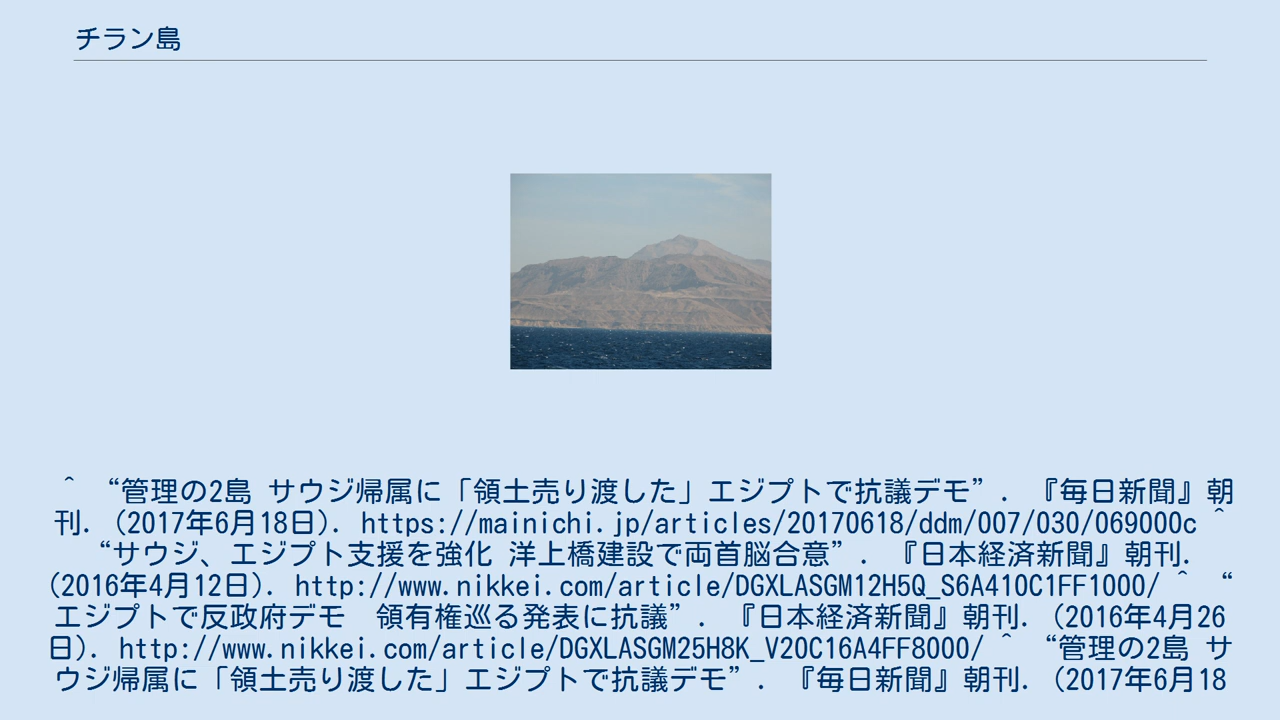 チラン島
^ “管理の2島 サウジ帰属に「領土売り渡した」エジプトで抗議デモ”. 『毎日新聞』朝
刊. (2017年6月18日). https://mainichi.jp/articles/20170618/ddm/007/030/069000c ^
“サウジ、エジプト支援を強化 洋上橋建設で両首脳合意”. 『日本経済新聞』朝刊.
(2016年4月12日). http://www.nikkei.com/article/DGXLASGM12H5Q_S6A410C1FF1000/ ^ “
エジプトで反政府デモ　領有権巡る発表に抗議”. 『日本経済新聞』朝刊. (2016年4月26
日). http://www.nikkei.com/article/DGXLASGM25H8K_V20C16A4FF8000/ ^ “管理の2島 サ
ウジ帰属に「領土売り渡した」エジプトで抗議デモ”. 『毎日新聞』朝刊. (2017年6月18